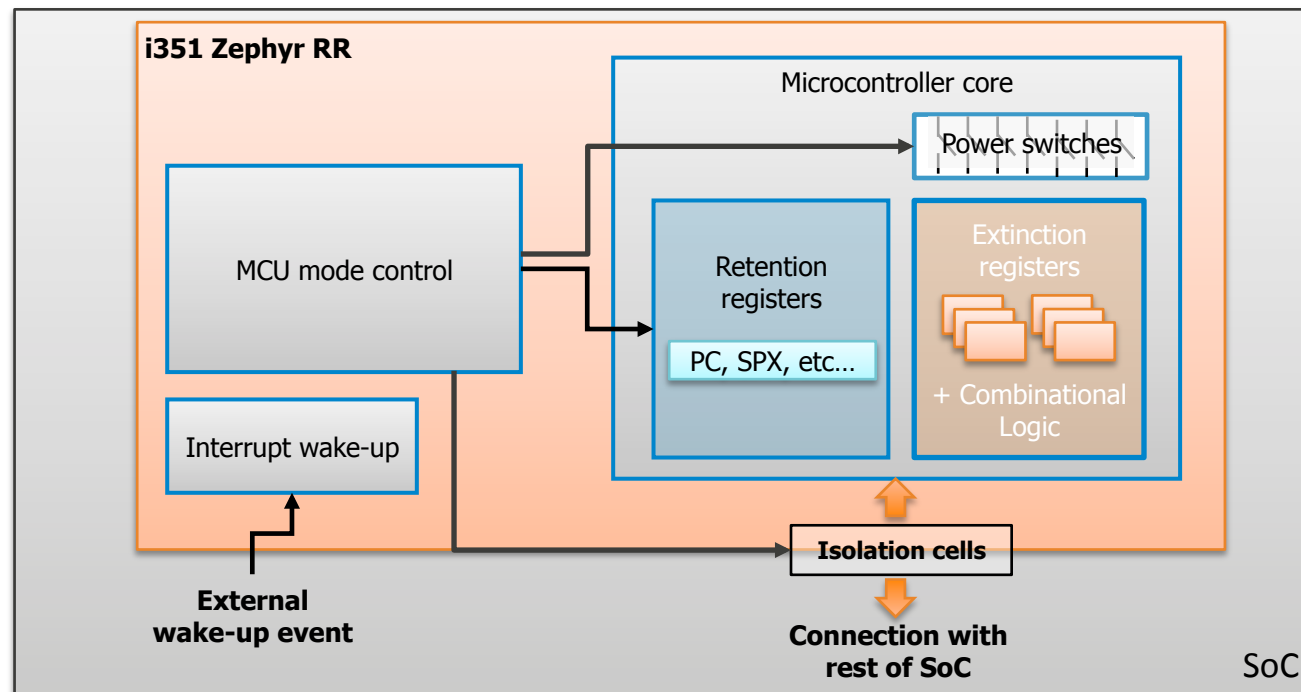 i351 Zephyr RR
Microcontroller core
Power switches
MCU mode control
Retention
registers
PC, SPX, etc...
Extinction
registers
+ Combinational
Logic
Interrupt wake-up
Isolation cells
External
wake-up event
Connection with
rest of SoC
SoC